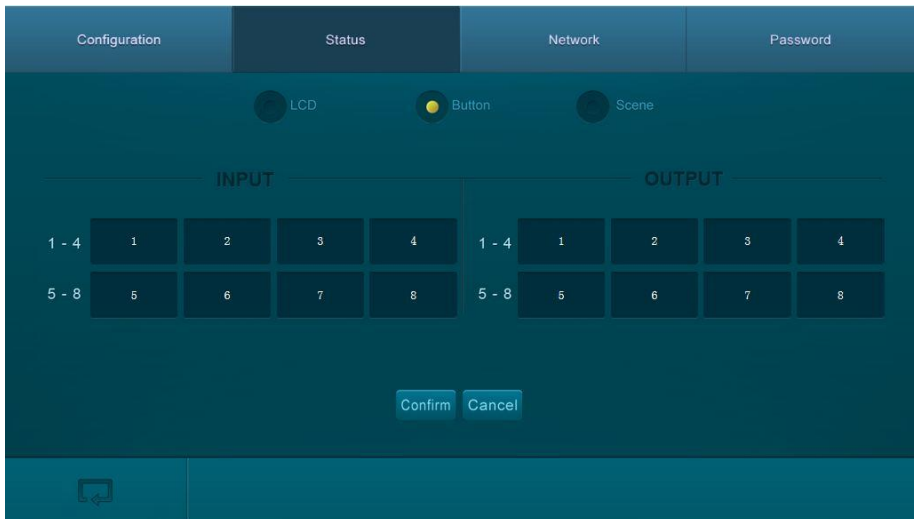 Configuration Status Network Password
LCD Button Scene
INPUT OUTPUT
1 - 4 1 2 3 4 1 - 4 1 2 3 4
5 - 8 5 6 7 8 5 - 8 5 6 7 8
Confirm Cancel